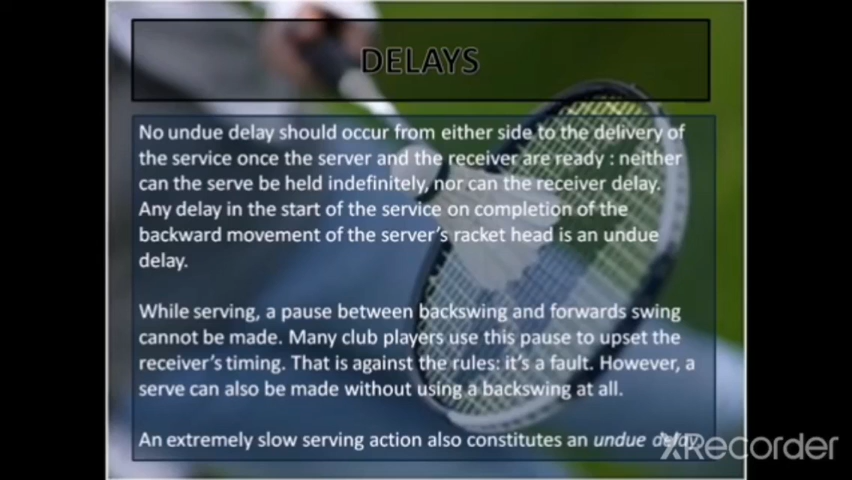 DELAYS
No undue delay should occur from either side to the delivery of
the service once the server and the receiver are ready : neither
can the serve be held indefinitely, nor can the receiver delay.
Any delay in the start of the service on completion of the
backward movement of the server's racket head is an undue
delay.
While serving, a pause between backswing and forwards swing
cannot be made. Many club players use this pause to upset the
receiver's timing. That is against the rules: it's a fault. However, a
serve can also be made without using a backswing at all.
An extremely slow serving action also constitutes an undue delay.
XRecorder